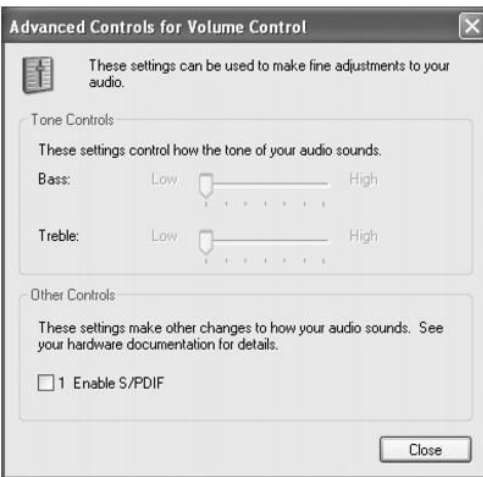 Advanced Controls for Volume Control
These settings can be used to make fine adjustments to your
audio.
Tone Controls
These settings control how the tone of your audio sounds.
Bass: Low High
Treble: Low High
Other Controls
These settings make other changes to how your audio sounds. See
your hardware documentation for details.
1 Enable S/PDIF
Close